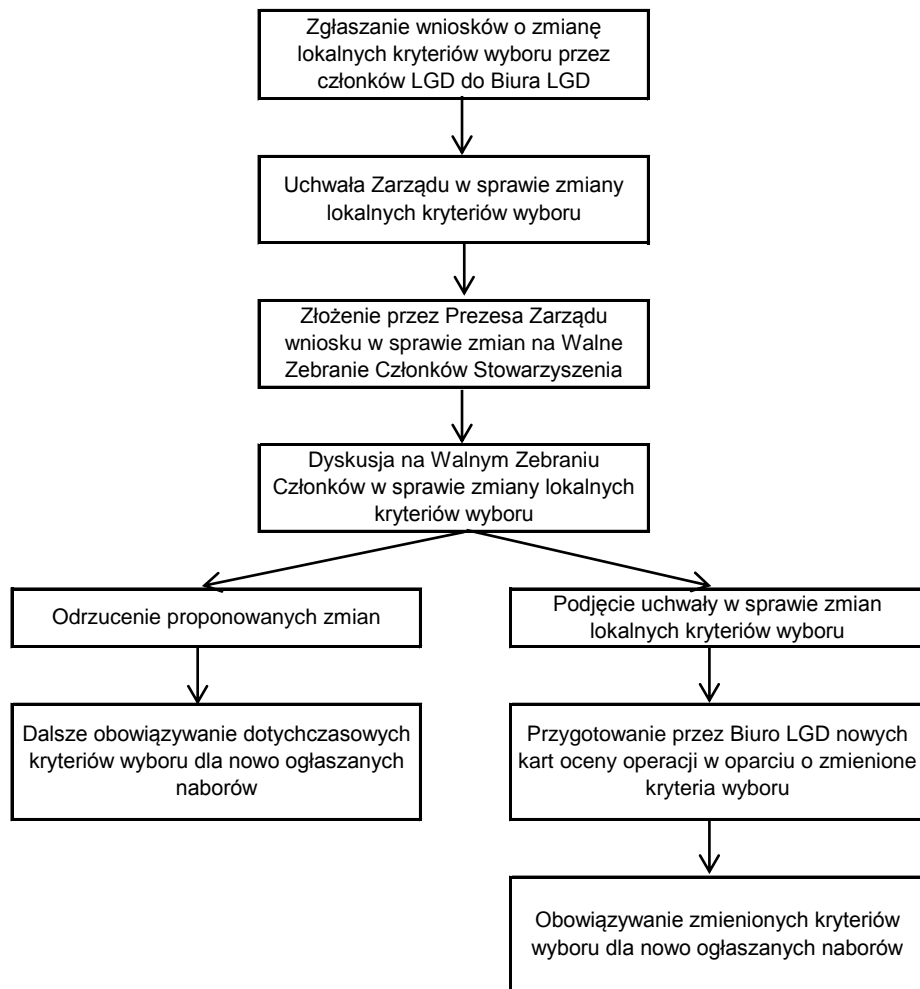 Zgłaszanie wniosków o zmianę
lokalnych kryteriów wyboru przez
członków LGD do Biura LGD
Uchwała Zarządu w sprawie zmiany
lokalnych kryteriów wyboru
Złożenie przez Prezesa Zarządu
wniosku w sprawie zmian na Walne
Zebranie Członków Stowarzyszenia
Dyskusja na Walnym Zebraniu
Członków w sprawie zmiany lokalnych
kryteriów wyboru
Odrzucenie proponowanych zmian
Dalsze obowiązywanie dotychczasowych
kryteriów wyboru dla nowo ogłaszanych
naborów
Podjęcie uchwały w sprawie zmian
lokalnych kryteriów wyboru
Przygotowanie przez Biuro LGD nowych
kart oceny operacji w oparciu o zmienione
kryteria wyboru
Obowiązywanie zmienionych kryteriów
wyboru dla nowo ogłaszanych naborów